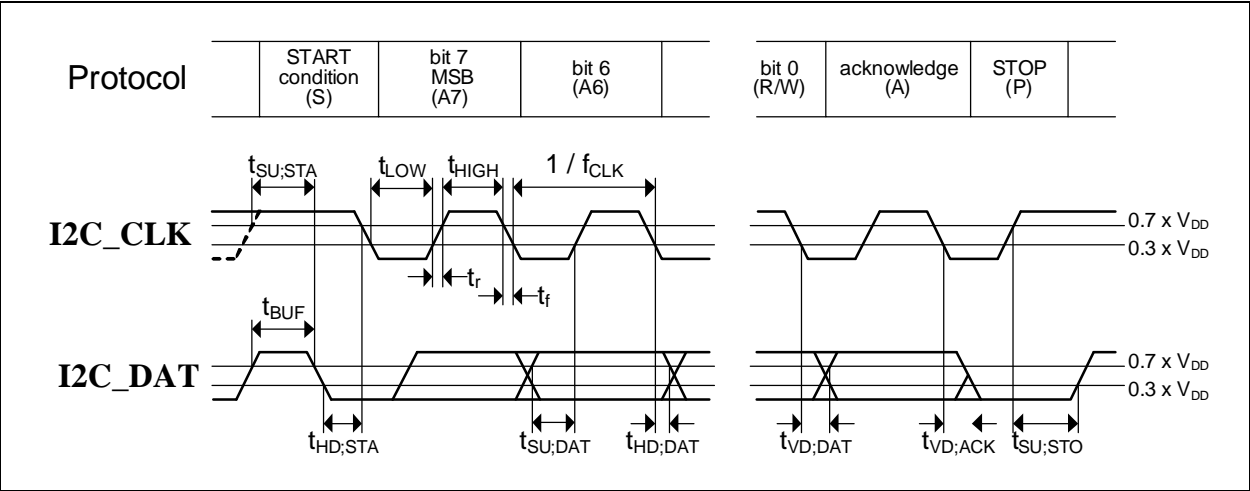 Protocol
START
condition
(S)
bit 7
MSB
(A7)
bit 6
(A6)
bit 0
(R/W)
acknowledge
(A)
STOP
(P)
tSU;STA
tLOW
tHIGH
1 / fCLK
I2C_CLK
0.7 x VDD
0.3 x VDD
tr
tf
tBUF
I2C_DAT
0.7 x VDD
0.3 x VDD
tHD;STA
tSU;DAT
tHD;DAT
tVD;DAT
tVD;ACK
tSU;STO